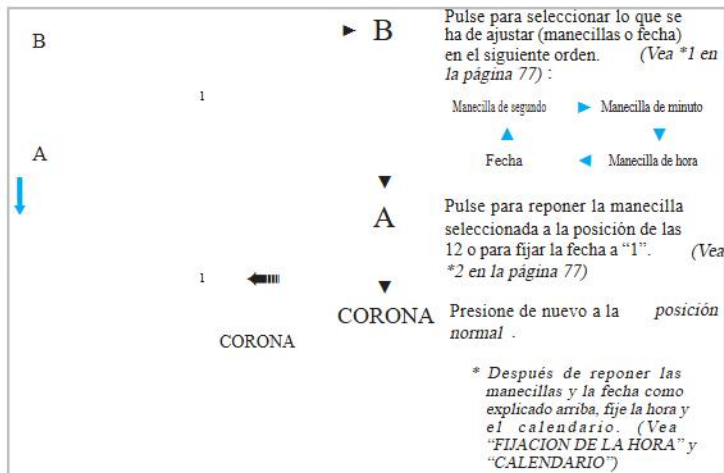 B
1
A
1
CORONA
► B
Pulse para seleccionar lo que se
ha de ajustar (manecillas o fecha)
en el siguiente orden. (Vea *1 en
la página 77) :
Manecilla de segundo ► Manecilla de minuto
▲ ▼
Fecha ◄ Manecilla de hora
▼
A
Pulse para reponer la manecilla
seleccionada a la posición de las
12 o para fijar la fecha a “1”. (Vea
*2 en la página 77)
▼
CORONA
Presione de nuevo a la posición
normal .
* Después de reponer las
manecillas y la fecha como
explicado arriba, fije la hora y
el calendario. (Vea
“FIJACION DE LA HORA” y
“CALENDARIO”)